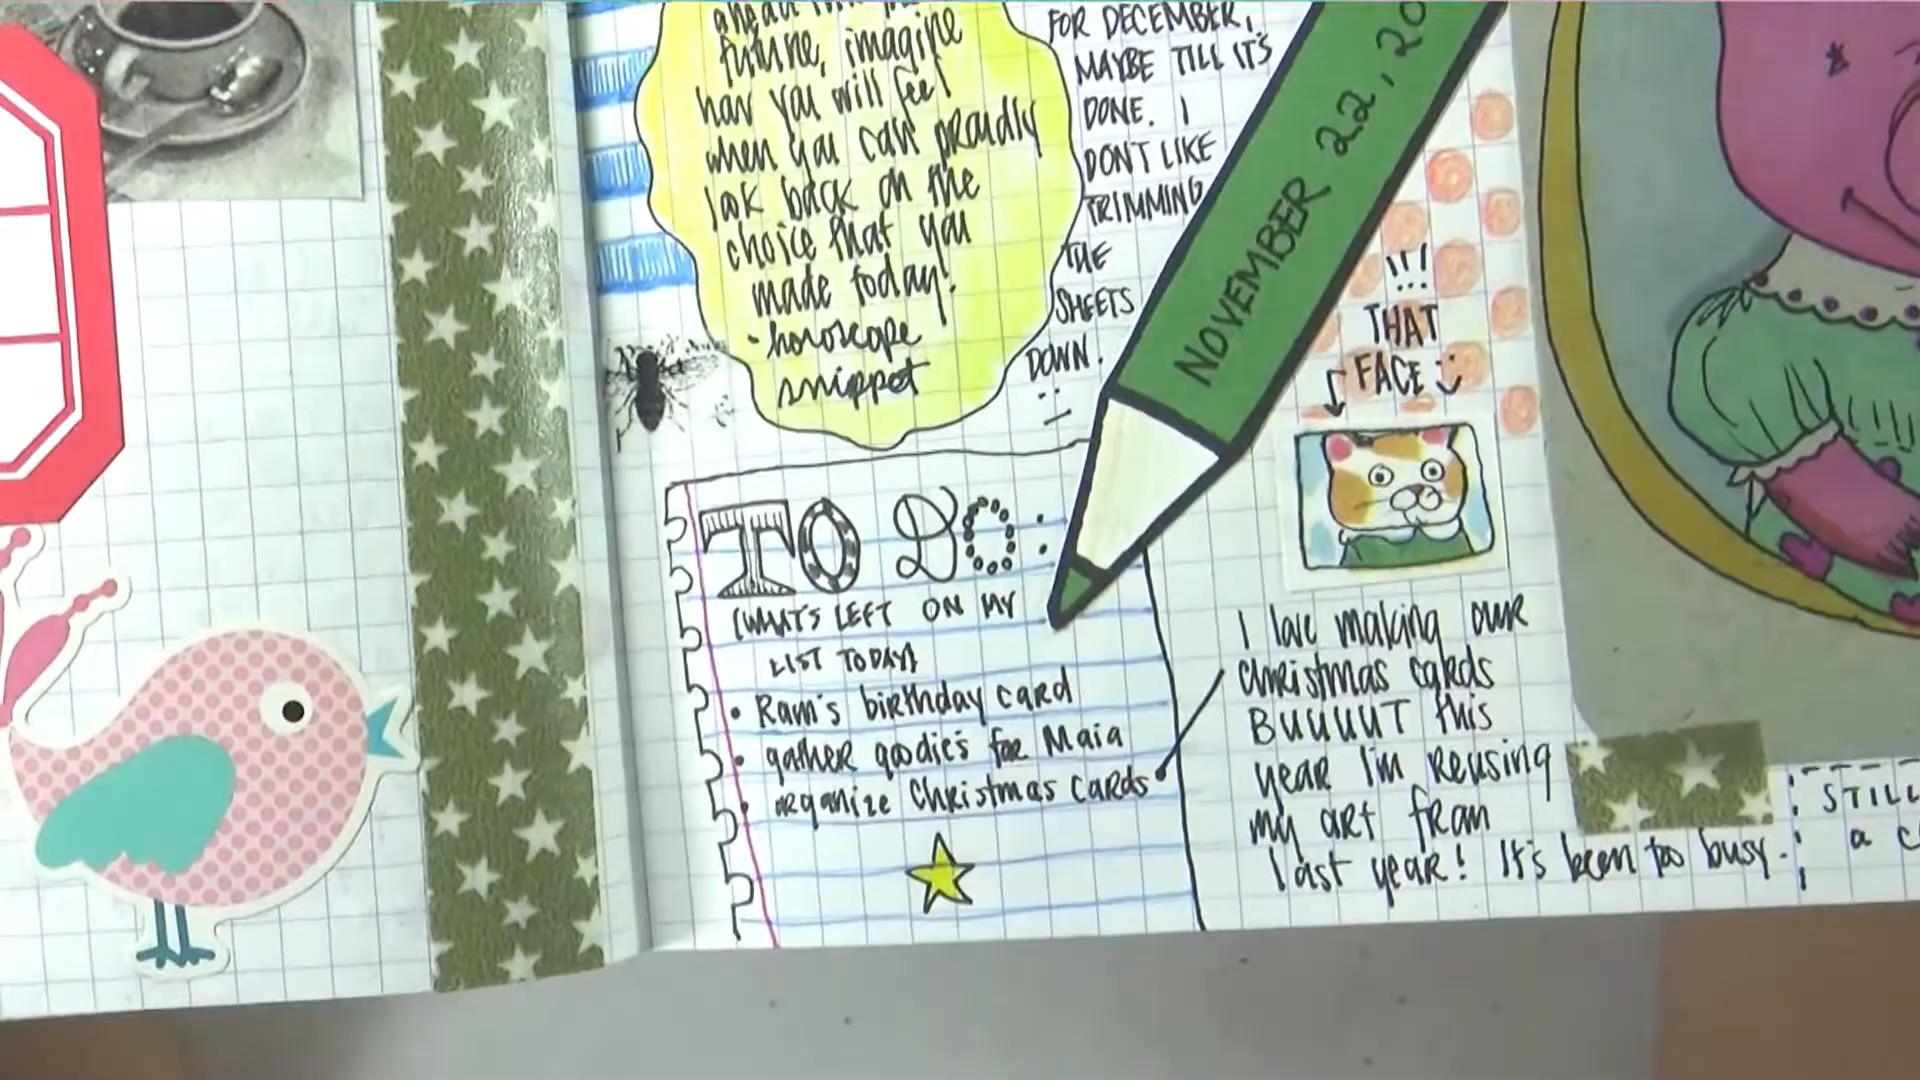 future, imagine
how you will feel
when you can proudly
look back on the
choice that you
made today!
- horoscope
snippet
FOR DECEMBER,
MAYBE TILL IT'S
DONE. I
DON'T LIKE
TRIMMING
THE
SHEETS
DOWN.
NOVEMBER 22, 20
!!!
THAT
FACE
TO DO:
(WHAT'S LEFT ON MY
LIST TODAY)
• Ram's birthday card
• gather goodies for Maia
• organize Christmas cards
I love making our
Christmas cards
BUUUUT this
year I'm reusing
my art from
last year! It's been too busy.
STILL
a c